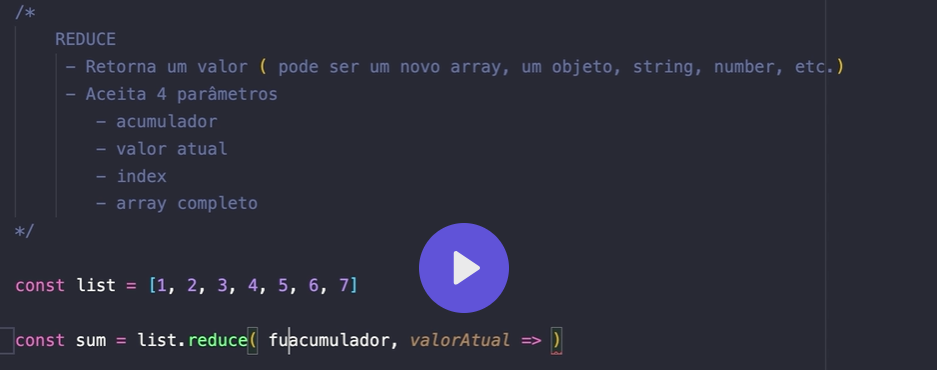 /*
REDUCE
- Retorna um valor ( pode ser um novo array, um objeto, string, number, etc.)
- Aceita 4 parâmetros
- acumulador
- valor atual
- index
- array completo
*/
const list = [1, 2, 3, 4, 5, 6, 7]
const sum = list.reduce( fuacumulador, valorAtual => )